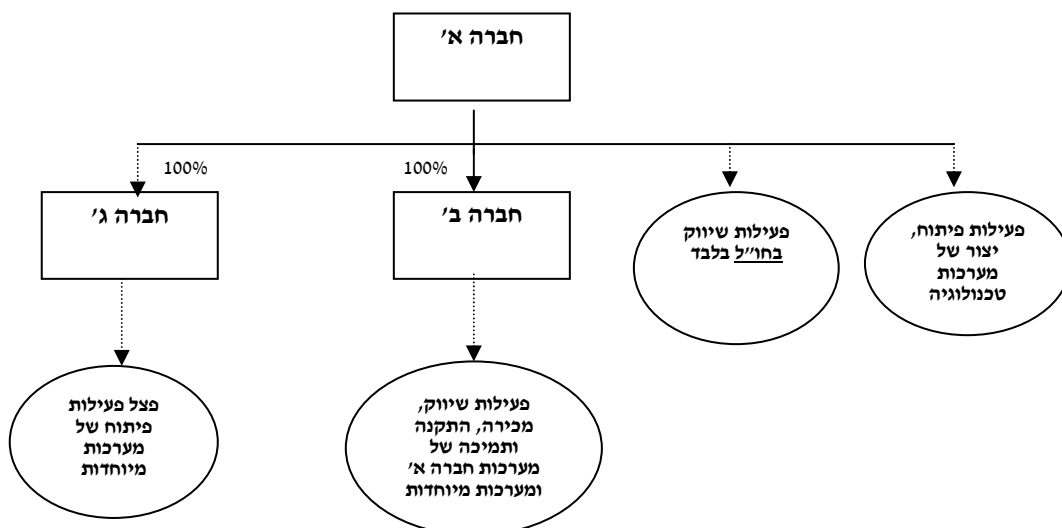 חברה א'
100%
100%
חברה ג'
חברה ב'
פעילות שיווק
בחו"ל בלבד
פעילות פיתוח,
יצור של
מערכות
טכנולוגיה
פצל פעילות
פיתוח של
מערכות
מיוחדות
פעילות שיווק,
מכירה, התקנה
ותמיכה של
מערכות חברה א'
ומערכות מיוחדות